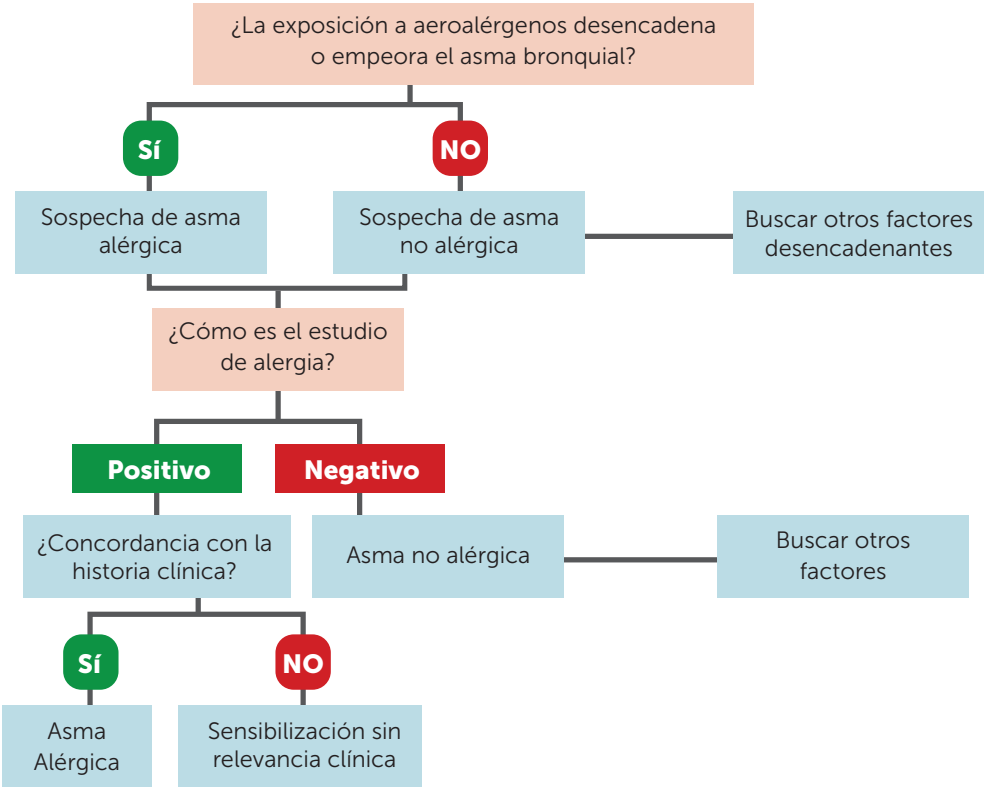 ¿La exposición a aeroalérgenos desencadena
o empeora el asma bronquial?
Sí
NO
Sospecha de asma
alérgica
Sospecha de asma
no alérgica
Buscar otros factores
desencadenantes
¿Cómo es el estudio
de alergia?
Positivo
Negativo
¿Concordancia con la
historia clínica?
Asma no alérgica
Buscar otros
factores
Sí
NO
Asma
Alérgica
Sensibilización sin
relevancia clínica